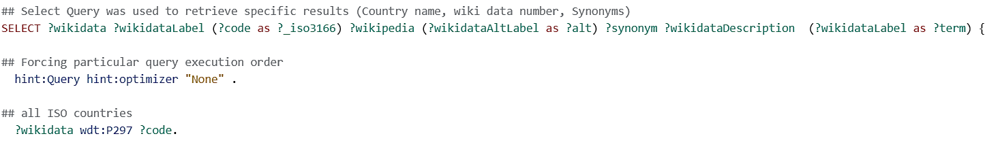 ## Select Query was used to retrieve specific results (Country name, wiki data number, Synonyms)
SELECT ?wikidata ?wikidataLabel (?code as ?_iso3166) ?wikipedia (?wikidataAltLabel as ?alt) ?synonym ?wikidataDescription  (?wikidataLabel as ?term) {
## Forcing particular query execution order
  hint:Query hint:optimizer "None" .
## all ISO countries
  ?wikidata wdt:P297 ?code.